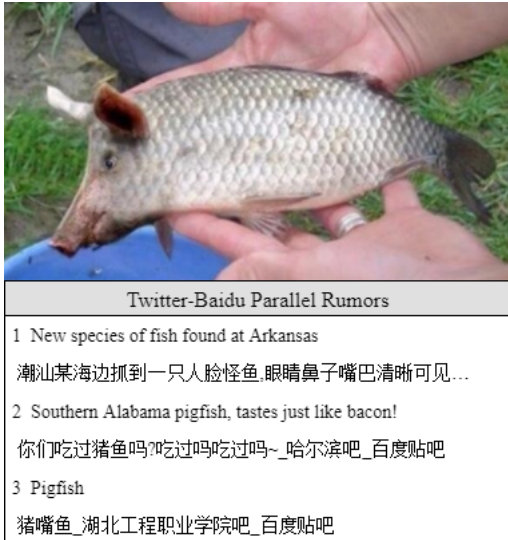 Twitter-Baidu Parallel Rumors
1 New species of fish found at Arkansas
潮汕某海边抓到一只人脸怪鱼,眼睛鼻子嘴巴清晰可见…
2 Southern Alabama pigfish, tastes just like bacon!
你们吃过猪鱼吗?吃过吗吃过吗~_哈尔滨吧_百度贴吧
3 Pigfish
猪嘴鱼_湖北工程职业学院吧_百度贴吧